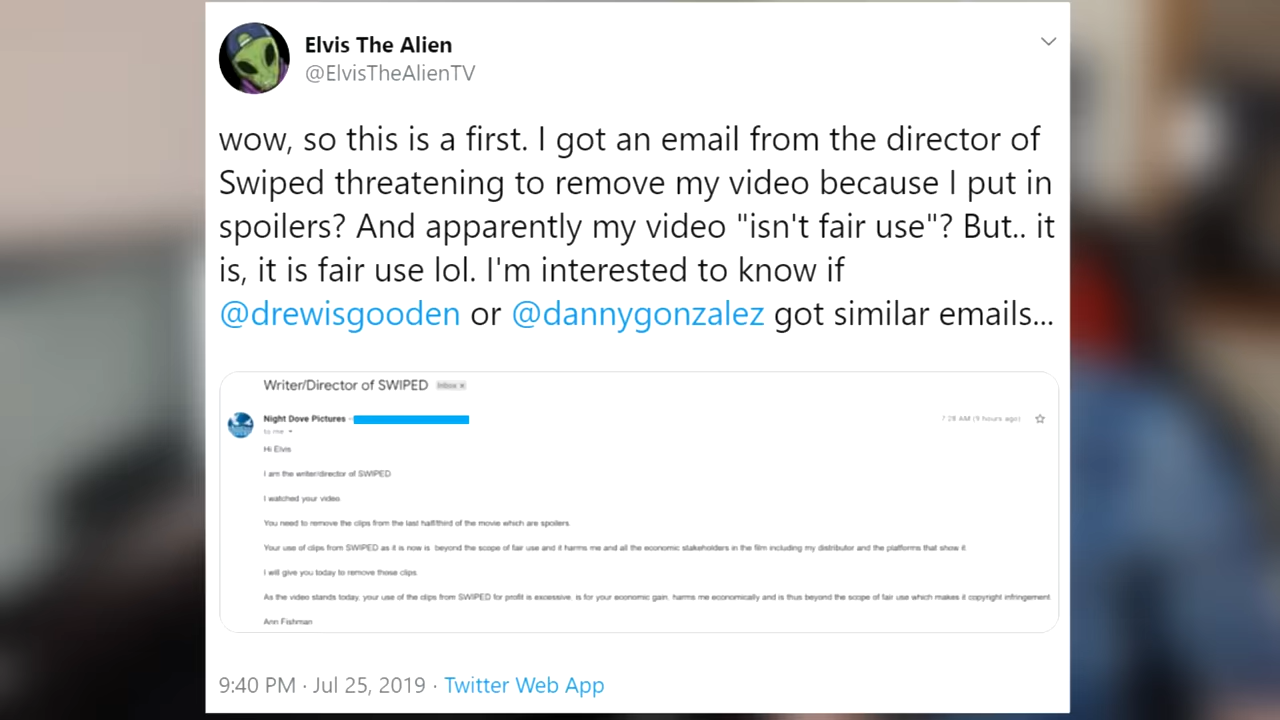 Elvis The Alien
@ElvisTheAlienTV
wow, so this is a first. I got an email from the director of
Swiped threatening to remove my video because I put in
spoilers? And apparently my video "isn't fair use"? But.. it
is, it is fair use lol. I'm interested to know if
@drewisgooden or @dannygonzalez got similar emails...
Writer/Director of SWIPED Inbox x
Night Dove Pictures
7:28 AM (9 hours ago)
to me
Hi Elvis
I am the writer/director of SWIPED
I watched your video
You need to remove the clips from the last half/third of the movie which are spoilers
Your use of clips from SWIPED as it is now is beyond the scope of fair use and it harms me and all the economic stakeholders in the film including my distributor and the platforms that show it
I will give you today to remove those clips.
As the video stands today, your use of the clips from SWIPED for profit is excessive, is for your economic gain, harms me economically and is thus beyond the scope of fair use which makes it copyright infringement
Ann Fishman
9:40 PM · Jul 25, 2019 · Twitter Web App